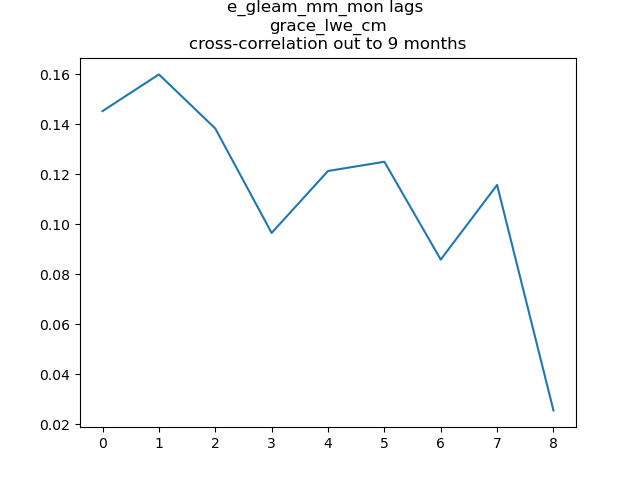 e_gleam_mm_mon lags
grace_lwe_cm
cross-correlation out to 9 months
0.16
0.14
0.12
0.10
0.08
0.06
0.04
0.02
0 1 2 3 4 5 6 7 8